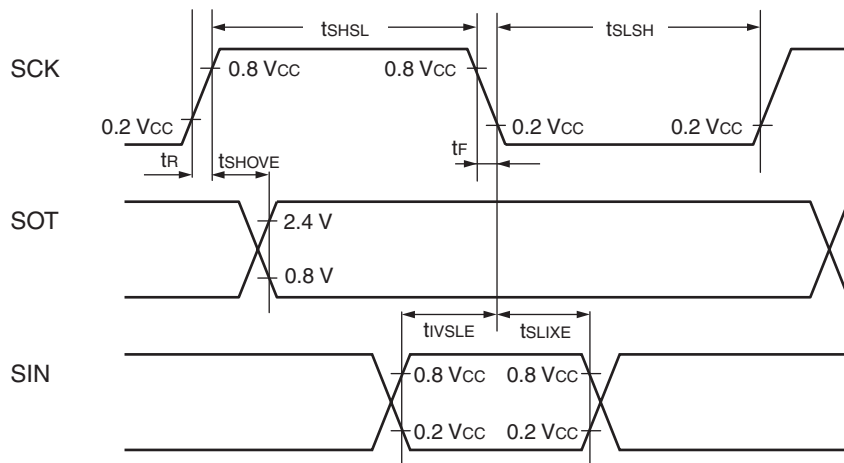 tSHSL tSLSH
SCK 0.8 VCC 0.8 VCC
0.2 VCC 0.2 VCC 0.2 VCC
tR tSHOVE tF
SOT 2.4 V
0.8 V
tIVSLE tSLIXE
SIN 0.8 VCC 0.8 VCC
0.2 VCC 0.2 VCC